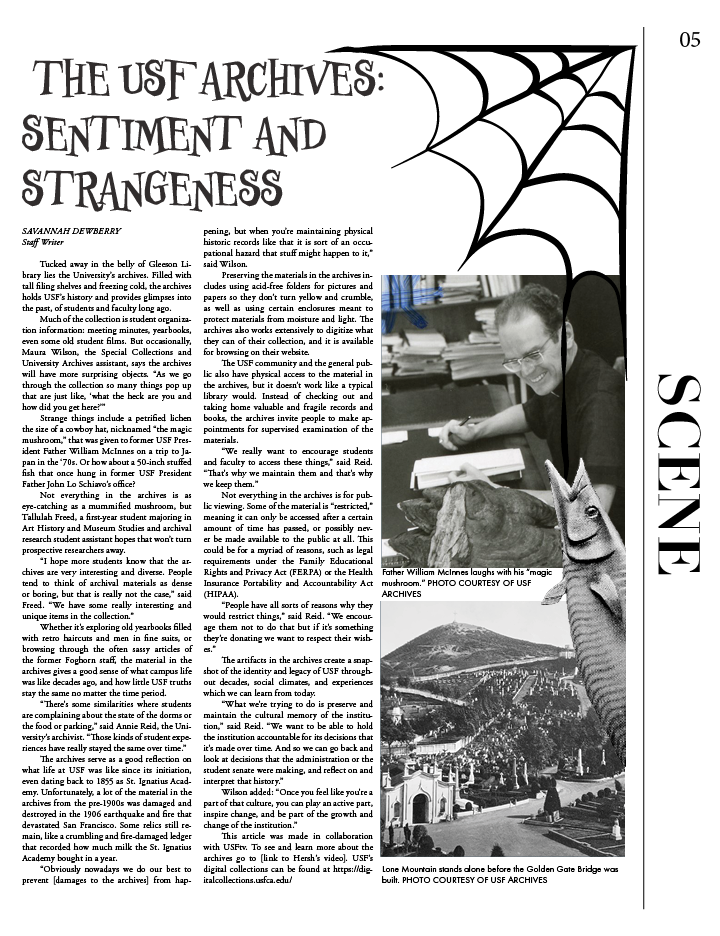 05
THE USF ARCHIVES:
SENTIMENT AND
STRANGENESS
SAVANNAH DEWBERRY
Staff Writer
Tucked away in the belly of Gleeson Li-
brary lies the University's archives. Filled with
tall filing shelves and freezing cold, the archives
holds USF's history and provides glimpses into
the past, of students and faculty long ago.
Much of the collection is student organiza-
tion information: meeting minutes, yearbooks,
even some old student films. But occasionally,
Maura Wilson, the Special Collections and
University Archives assistant, says the archives
will have more surprising objects. "As we go
through the collection so many things pop up
that are just like, 'what the heck are you and
how did you get here?'"
Strange things include a petrified lichen
the size of a cowboy hat, nicknamed "the magic
mushroom," that was given to former USF Pres-
ident Father William McInnes on a trip to Ja-
pan in the '70s. Or how about a 50-inch stuffed
fish that once hung in former USF President
Father John Lo Schiavo's office?
Not everything in the archives is as
eye-catching as a mummified mushroom, but
Tallulah Freed, a first-year student majoring in
Art History and Museum Studies and archival
research student assistant hopes that won't turn
prospective researchers away.
"I hope more students know that the ar-
chives are very interesting and diverse. People
tend to think of archival materials as dense
or boring, but that is really not the case," said
Freed. "We have some really interesting and
unique items in the collection."
Whether it's exploring old yearbooks filled
with retro haircuts and men in fine suits, or
browsing through the often sassy articles of
the former Foghorn staff, the material in the
archives gives a good sense of what campus life
was like decades ago, and how little USF truths
stay the same no matter the time period.
"There's some similarities where students
are complaining about the state of the dorms or
the food or parking," said Annie Reid, the Uni-
versity's archivist. "Those kinds of student expe-
riences have really stayed the same over time."
The archives serve as a good reflection on
what life at USF was like since its initiation,
even dating back to 1855 as St. Ignatius Acad-
emy. Unfortunately, a lot of the material in the
archives from the pre-1900s was damaged and
destroyed in the 1906 earthquake and fire that
devastated San Francisco. Some relics still re-
main, like a crumbling and fire-damaged ledger
that recorded how much milk the St. Ignatius
Academy bought in a year.
"Obviously nowadays we do our best to
prevent [damages to the archives] from hap-
pening, but when you're maintaining physical
historic records like that it is sort of an occu-
pational hazard that stuff might happen to it,"
said Wilson.
Preserving the materials in the archives in-
cludes using acid-free folders for pictures and
papers so they don't turn yellow and crumble,
as well as using certain enclosures meant to
protect materials from moisture and light. The
archives also works extensively to digitize what
they can of their collection, and it is available
for browsing on their website.
The USF community and the general pub-
lic also have physical access to the material in
the archives, but it doesn't work like a typical
library would. Instead of checking out and
taking home valuable and fragile records and
books, the archives invite people to make ap-
pointments for supervised examination of the
materials.
"We really want to encourage students
and faculty to access these things," said Reid.
"That's why we maintain them and that's why
we keep them."
Not everything in the archives is for pub-
lic viewing. Some of the material is "restricted,"
meaning it can only be accessed after a certain
amount of time has passed, or possibly nev-
er be made available to the public at all. This
could be for a myriad of reasons, such as legal
requirements under the Family Educational
Rights and Privacy Act (FERPA) or the Health
Insurance Portability and Accountability Act
(HIPAA).
"People have all sorts of reasons why they
would restrict things," said Reid. "We encour-
age them not to do that but if it's something
they're donating we want to respect their wish-
es."
The artifacts in the archives create a snap-
shot of the identity and legacy of USF through-
out decades, social climates, and experiences
which we can learn from today.
"What we're trying to do is preserve and
maintain the cultural memory of the institu-
tion," said Reid. "We want to be able to hold
the institution accountable for its decisions that
it's made over time. And so we can go back and
look at decisions that the administration or the
student senate were making, and reflect on and
interpret that history."
Wilson added: "Once you feel like you're a
part of that culture, you can play an active part,
inspire change, and be part of the growth and
change of the institution."
This article was made in collaboration
with USFtv. To see and learn more about the
archives go to [link to Hersh's video]. USF's
digital collections can be found at https://dig-
italcollections.usfca.edu/
Father William McInnes laughs with his "magic
mushroom." PHOTO COURTESY OF USF
ARCHIVES
Lone Mountain stands alone before the Golden Gate Bridge was
built. PHOTO COURTESY OF USF ARCHIVES
SCENE